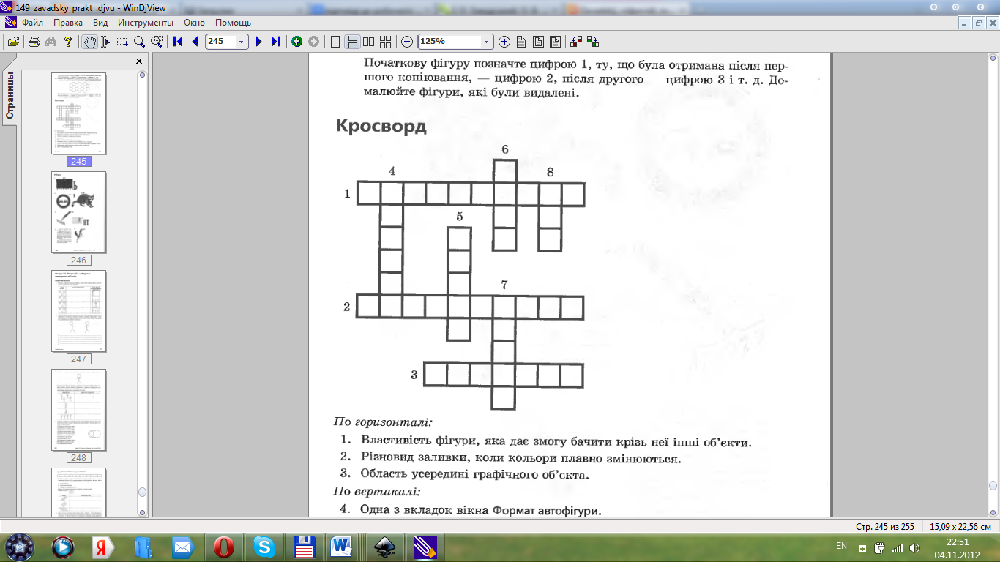 149_zavadsky_prakt_.djvu - WinDjView
Файл Правка Вид Инструменты Окно Помощь
245 125%
Страницы
245
246
247
248
Початкову фігуру позначте цифрою 1, ту, що була отримана після пер-
шого копіювання, — цифрою 2, після другого — цифрою 3 і т. д. До-
малюйте фігури, які були видалені.
Кросворд
6
4 8
1
5
7
2
3
По горизонталі:
1. Властивість фігури, яка дає змогу бачити крізь неї інші об'єкти.
2. Різновид заливки, коли кольори плавно змінюються.
3. Область усередині графічного об'єкта.
По вертикалі:
4. Одна з вкладок вікна Формат автофігури.
Стр. 245 из 255 15,09 x 22,56 см
EN 22:51
04.11.2012